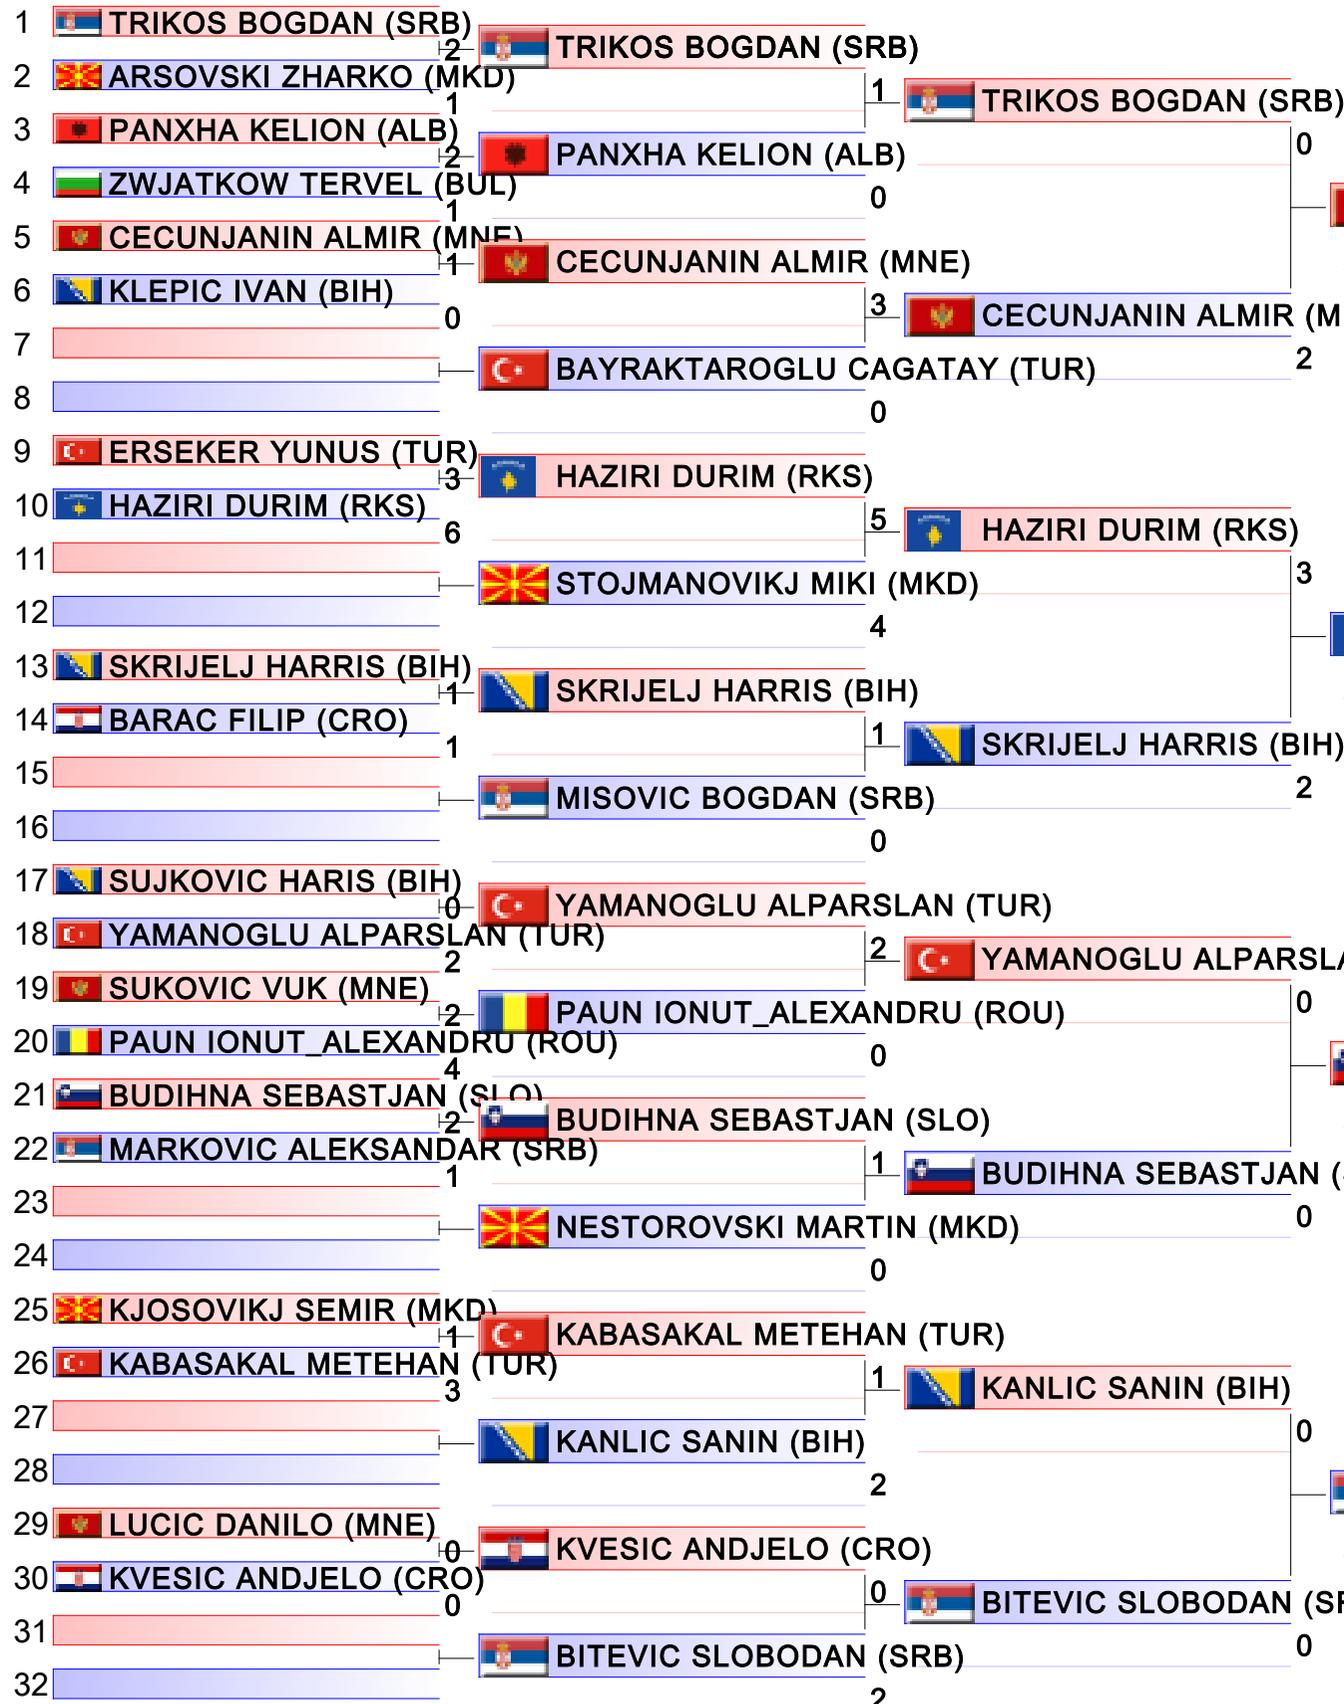 1 TRIKOS BOGDAN (SRB)
2
TRIKOS BOGDAN (SRB)
2 ARSOVSKI ZHARKO (MKD)
1
1
TRIKOS BOGDAN (SRB)
3 PANXHA KELION (ALB)
2
0
PANXHA KELION (ALB)
4 ZWJATKOW TERVEL (BUL)
1
0
5 CECUNJANIN ALMIR (MNE)
1
CECUNJANIN ALMIR (MNE)
6 KLEPIC IVAN (BIH)
0
3
CECUNJANIN ALMIR (M
7
2
BAYRAKTAROGLU CAGATAY (TUR)
8
0
9 ERSEKER YUNUS (TUR)
3
HAZIRI DURIM (RKS)
10 HAZIRI DURIM (RKS)
6
5
HAZIRI DURIM (RKS)
11
3
STOJMANOVIKJ MIKI (MKD)
12
4
13 SKRIJELJ HARRIS (BIH)
1
SKRIJELJ HARRIS (BIH)
14 BARAC FILIP (CRO)
1
1
SKRIJELJ HARRIS (BIH)
15
2
MISOVIC BOGDAN (SRB)
16
0
17 SUJKOVIC HARIS (BIH)
0
YAMANOGLU ALPARSLAN (TUR)
18 YAMANOGLU ALPARSLAN (TUR)
2
2
YAMANOGLU ALPARSLA
19 SUKOVIC VUK (MNE)
2
0
PAUN IONUT_ALEXANDRU (ROU)
20 PAUN IONUT_ALEXANDRU (ROU)
4
0
21 BUDIHNA SEBASTJAN (SLO)
2
BUDIHNA SEBASTJAN (SLO)
22 MARKOVIC ALEKSANDAR (SRB)
1
1
BUDIHNA SEBASTJAN (
23
0
NESTOROVSKI MARTIN (MKD)
24
0
25 KJOSOVIKJ SEMIR (MKD)
1
KABASAKAL METEHAN (TUR)
26 KABASAKAL METEHAN (TUR)
3
1
KANLIC SANIN (BIH)
27
0
KANLIC SANIN (BIH)
28
2
29 LUCIC DANILO (MNE)
0
KVESIC ANDJELO (CRO)
30 KVESIC ANDJELO (CRO)
0
0
BITEVIC SLOBODAN (SR
31
0
BITEVIC SLOBODAN (SRB)
32
2